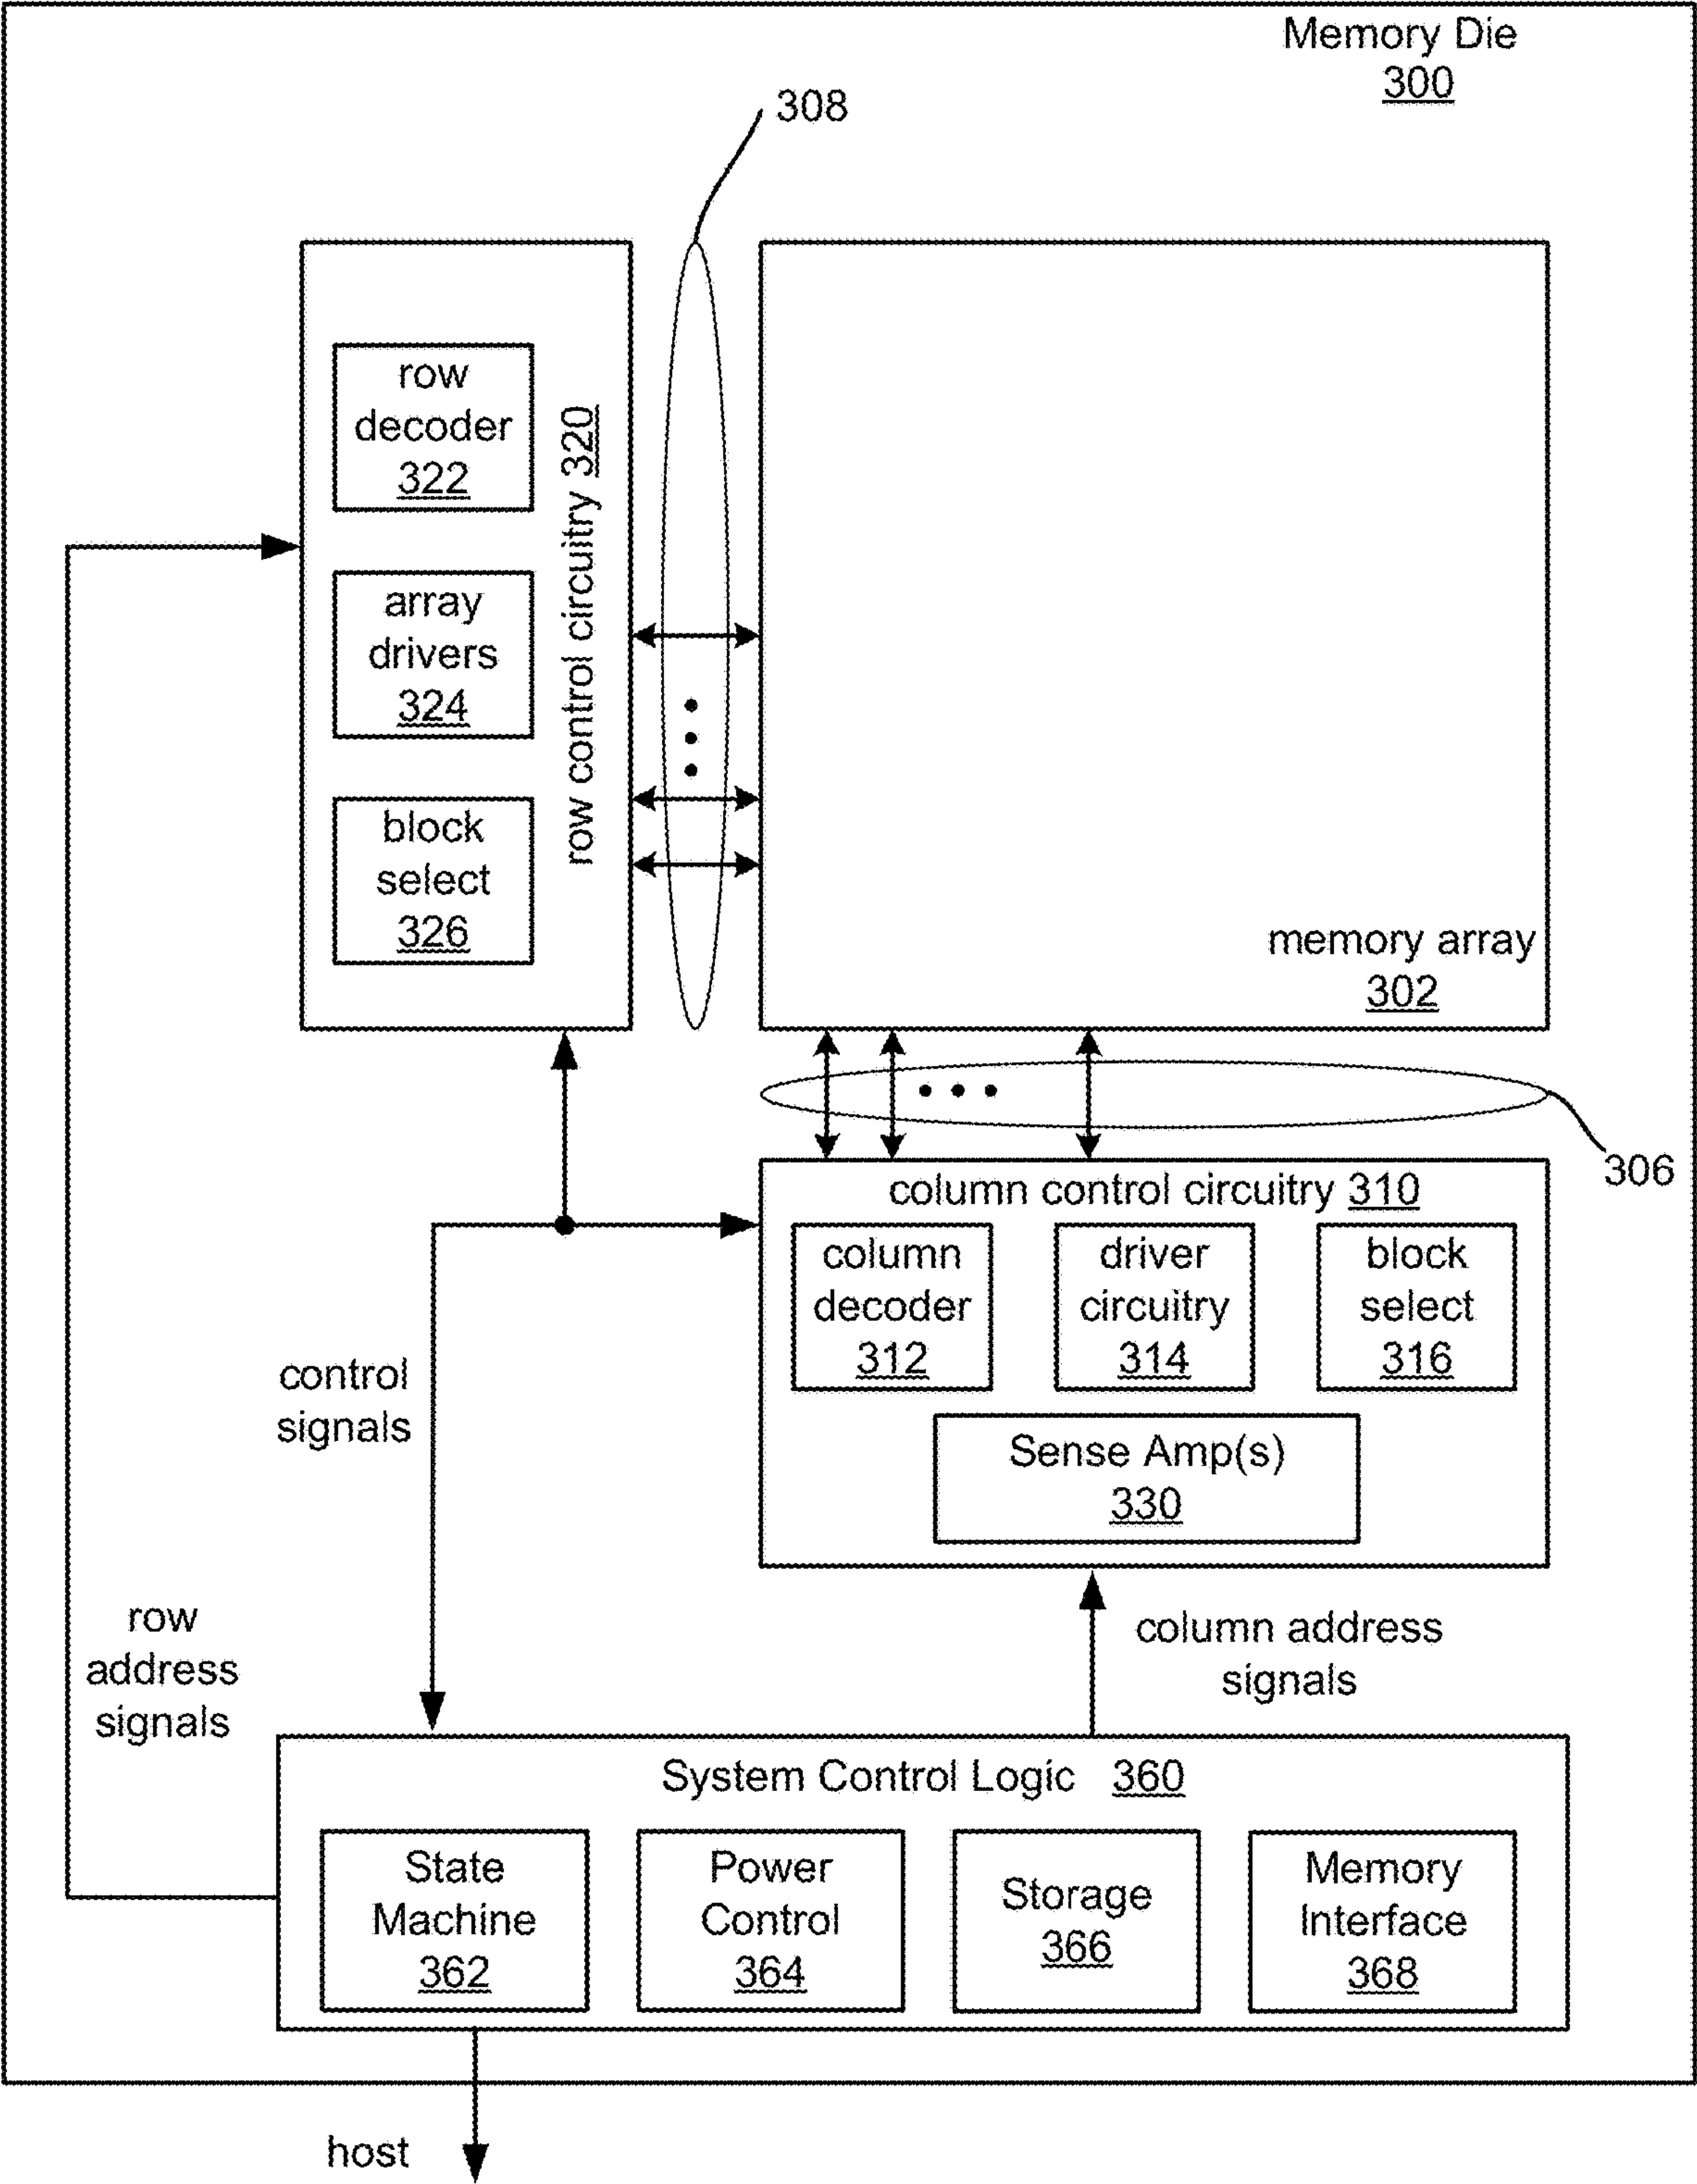 Memory Die
300
308
row
decoder
322
array
drivers
324
block
select
326
row control circuitry 320
memory array
302
306
column control circuitry 310
column
decoder
312
driver
circuitry
314
block
select
316
Sense Amp(s)
330
control
signals
row
address
signals
column address
signals
System Control Logic 360
State
Machine
362
Power
Control
364
Storage
366
Memory
Interface
368
host